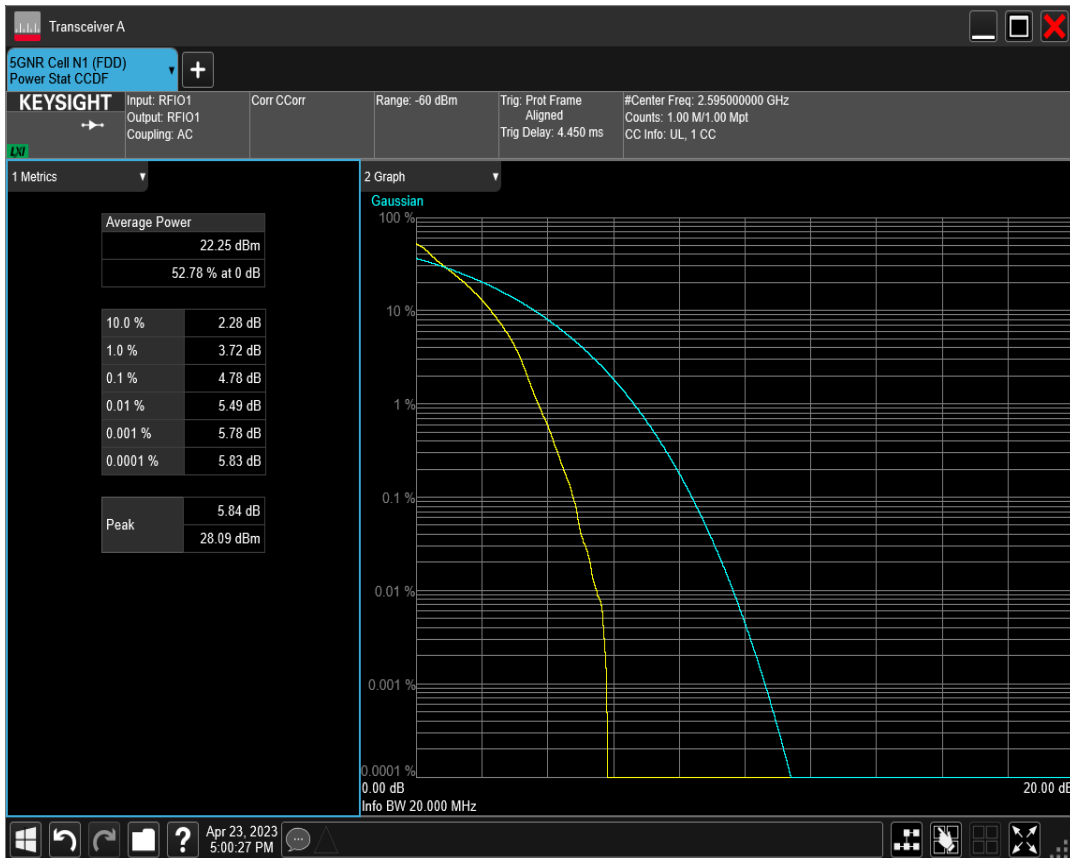 Transceiver A
5GNR Cell N1 (FDD)
Power Stat CCDF
KEYSIGHT
LXI
Input: RFIO1
Output: RFIO1
Coupling: AC
Corr CCorr
Range: -60 dBm
Trig: Prot Frame
Aligned
Trig Delay: 4.450 ms
#Center Freq: 2.595000000 GHz
Counts: 1.00 M/1.00 Mpt
CC Info: UL, 1 CC
1 Metrics
Average Power
22.25 dBm
52.78 % at 0 dB
10.0 % 2.28 dB
1.0 % 3.72 dB
0.1 % 4.78 dB
0.01 % 5.49 dB
0.001 % 5.78 dB
0.0001 % 5.83 dB
Peak 5.84 dB
28.09 dBm
2 Graph
Gaussian
100 %
10 %
1 %
0.1 %
0.01 %
0.001 %
0.0001 %
0.00 dB 20.00 dB
Info BW 20.000 MHz
Apr 23, 2023
5:00:27 PM